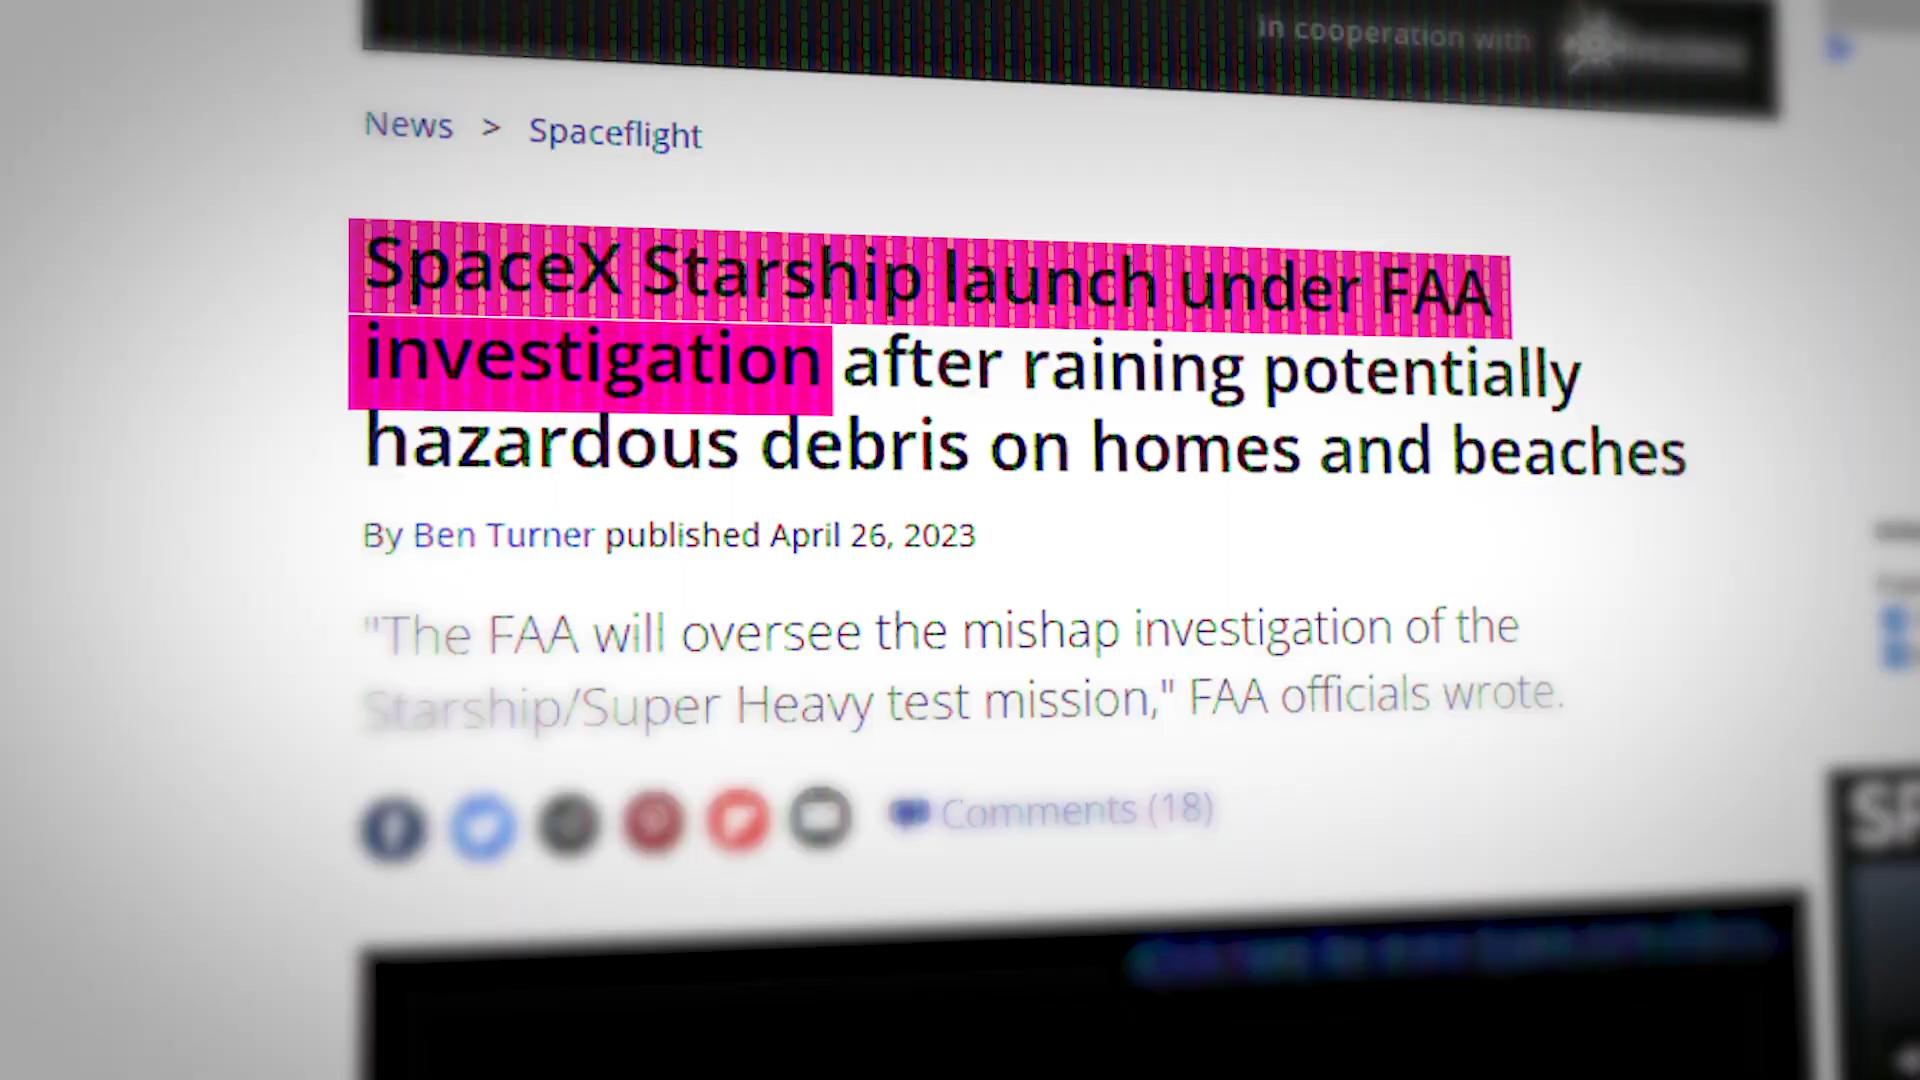 in cooperation with
News > Spaceflight
SpaceX Starship launch under FAA
investigation after raining potentially
hazardous debris on homes and beaches
By Ben Turner published April 26, 2023
"The FAA will oversee the mishap investigation of the
Starship/Super Heavy test mission," FAA officials wrote.
Comments (18)